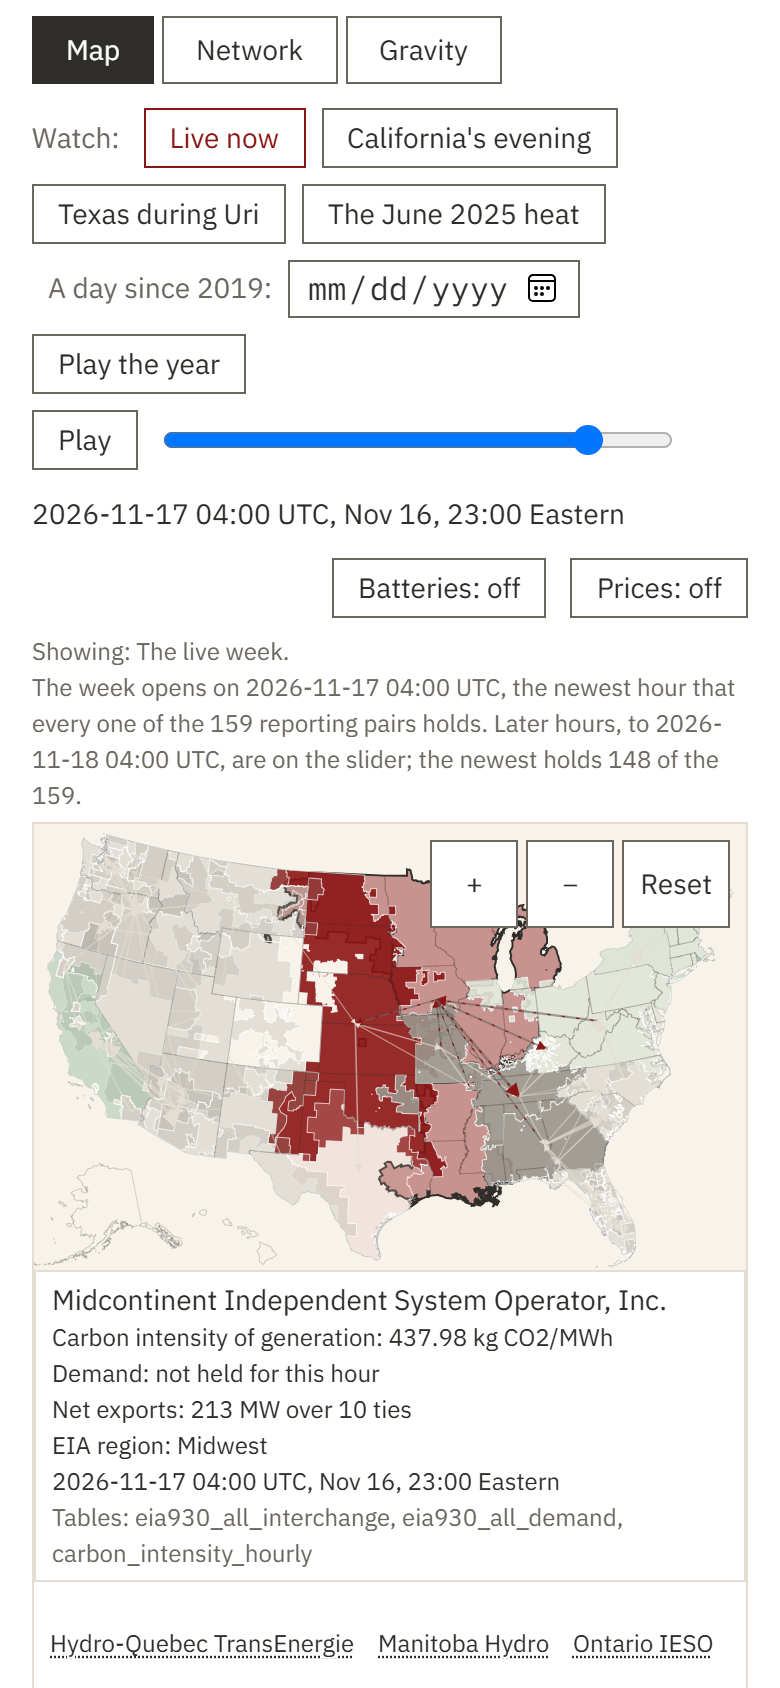 Map Network Gravity
Watch: Live now California's evening
Texas during Uri The June 2025 heat
A day since 2019: mm/dd/yyyy
Play the year
Play
2026-11-17 04:00 UTC, Nov 16, 23:00 Eastern
Batteries: off Prices: off
Showing: The live week.
The week opens on 2026-11-17 04:00 UTC, the newest hour that
every one of the 159 reporting pairs holds. Later hours, to 2026-
11-18 04:00 UTC, are on the slider; the newest holds 148 of the
159.
+ − Reset
Midcontinent Independent System Operator, Inc.
Carbon intensity of generation: 437.98 kg CO2/MWh
Demand: not held for this hour
Net exports: 213 MW over 10 ties
EIA region: Midwest
2026-11-17 04:00 UTC, Nov 16, 23:00 Eastern
Tables: eia930_all_interchange, eia930_all_demand,
carbon_intensity_hourly
Hydro-Quebec TransEnergie Manitoba Hydro Ontario IESO